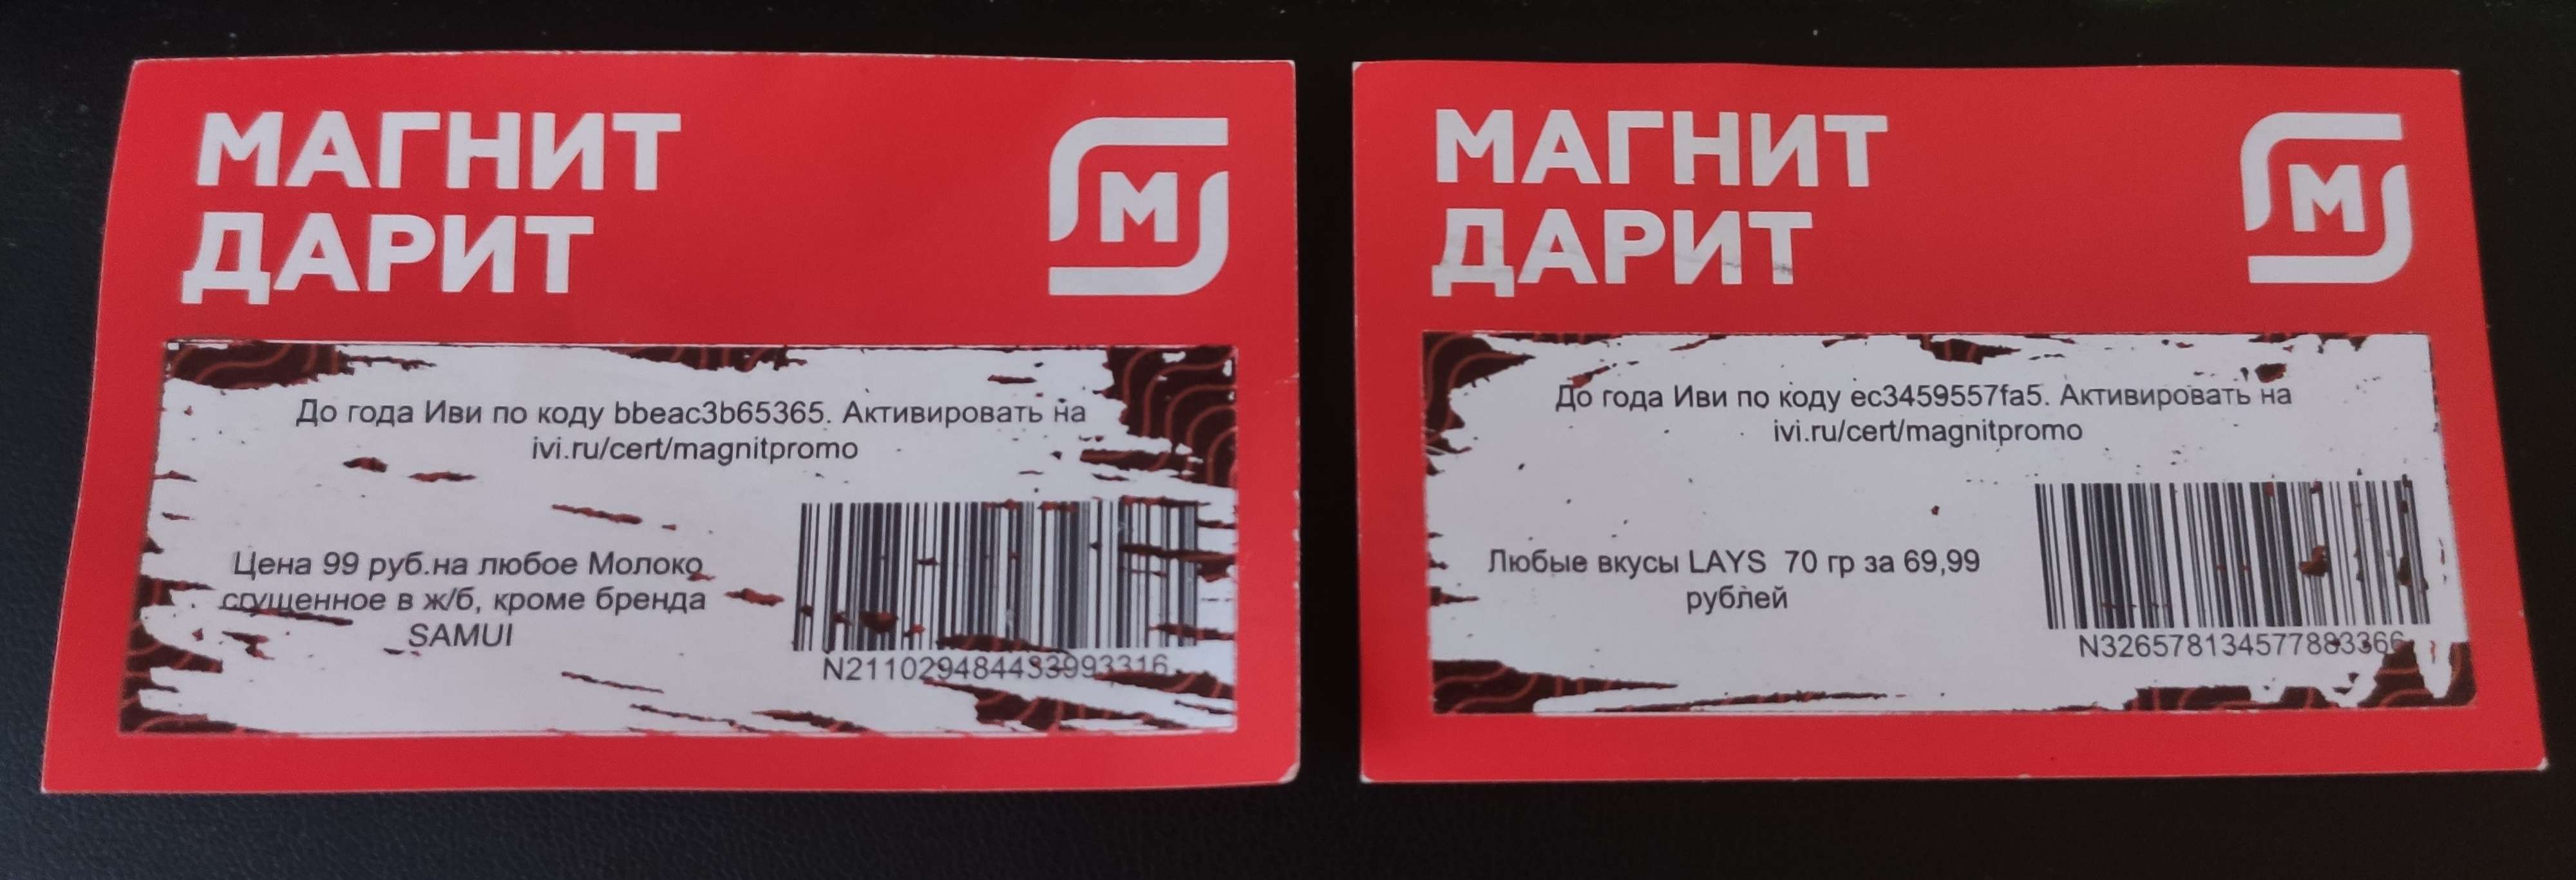 МАГНИТ
ДАРИТ
М
До года Иви по коду bbeac3b65365. Активировать на
ivi.ru/cert/magnitpromo
Цена 99 руб.на любое Молоко
сгущенное в ж/б, кроме бренда
SAMUI
N211029484433993316
МАГНИТ
ДАРИТ
М
До года Иви по коду ec3459557fa5. Активировать на
ivi.ru/cert/magnitpromo
Любые вкусы LAYS 70 гр за 69,99
рублей
N326578134577883366